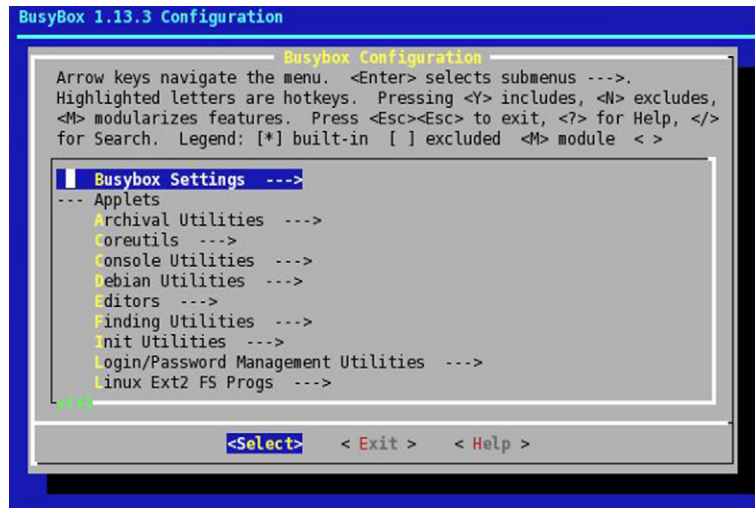 BusyBox 1.13.3 Configuration
Busybox Configuration
Arrow keys navigate the menu.  <Enter> selects submenus --->.
Highlighted letters are hotkeys.  Pressing <Y> includes, <N> excludes,
<M> modularizes features.  Press <Esc><Esc> to exit, <?> for Help, </>
for Search.  Legend: [*] built-in  [ ] excluded  <M> module  < >
Busybox Settings  --->
--- Applets
Archival Utilities  --->
Coreutils  --->
Console Utilities  --->
Debian Utilities  --->
Editors  --->
Finding Utilities  --->
Init Utilities  --->
Login/Password Management Utilities  --->
Linux Ext2 FS Progs  --->
<Select>    < Exit >    < Help >